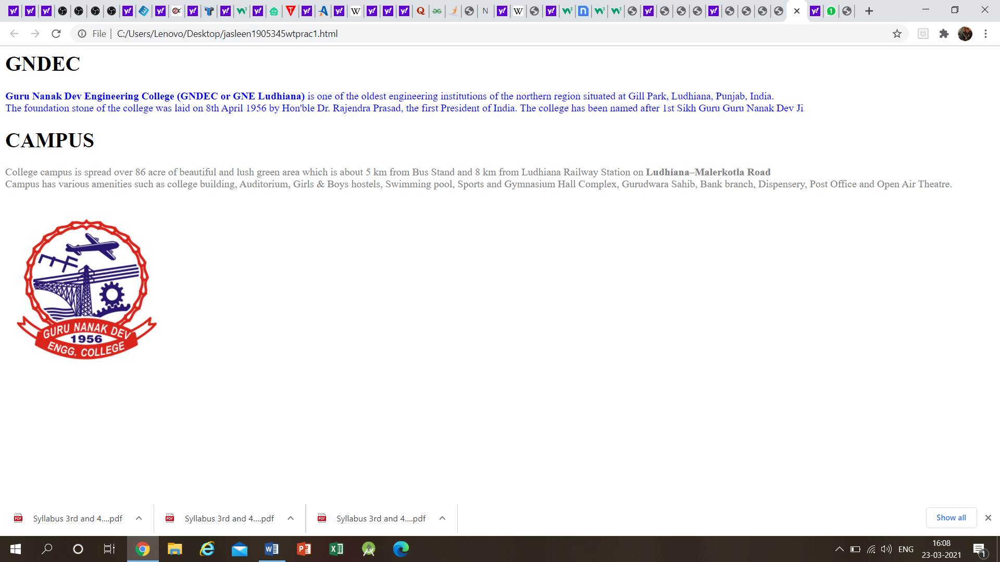 File
C:/Users/Lenovo/Desktop/jasleen1905345wtprac1.html
GNDEC
Guru Nanak Dev Engineering College (GNDEC or GNE Ludhiana) is one of the oldest engineering institutions of the northern region situated at Gill Park, Ludhiana, Punjab, India.
The foundation stone of the college was laid on 8th April 1956 by Hon'ble Dr. Rajendra Prasad, the first President of India. The college has been named after 1st Sikh Guru Guru Nanak Dev Ji.
CAMPUS
College campus is spread over 86 acre of beautiful and lush green area which is about 5 km from Bus Stand and 8 km from Ludhiana Railway Station on Ludhiana–Malerkotla Road
Campus has various amenities such as college building, Auditorium, Girls & Boys hostels, Swimming pool, Sports and Gymnasium Hall Complex, Gurudwara Sahib, Bank branch, Dispensery, Post Office and Open Air Theatre.
GURU NANAK DEV
1956
ENGG. COLLEGE
Syllabus 3rd and 4....pdf
Syllabus 3rd and 4....pdf
Syllabus 3rd and 4....pdf
Show all
ENG
16:08
23-03-2021
1